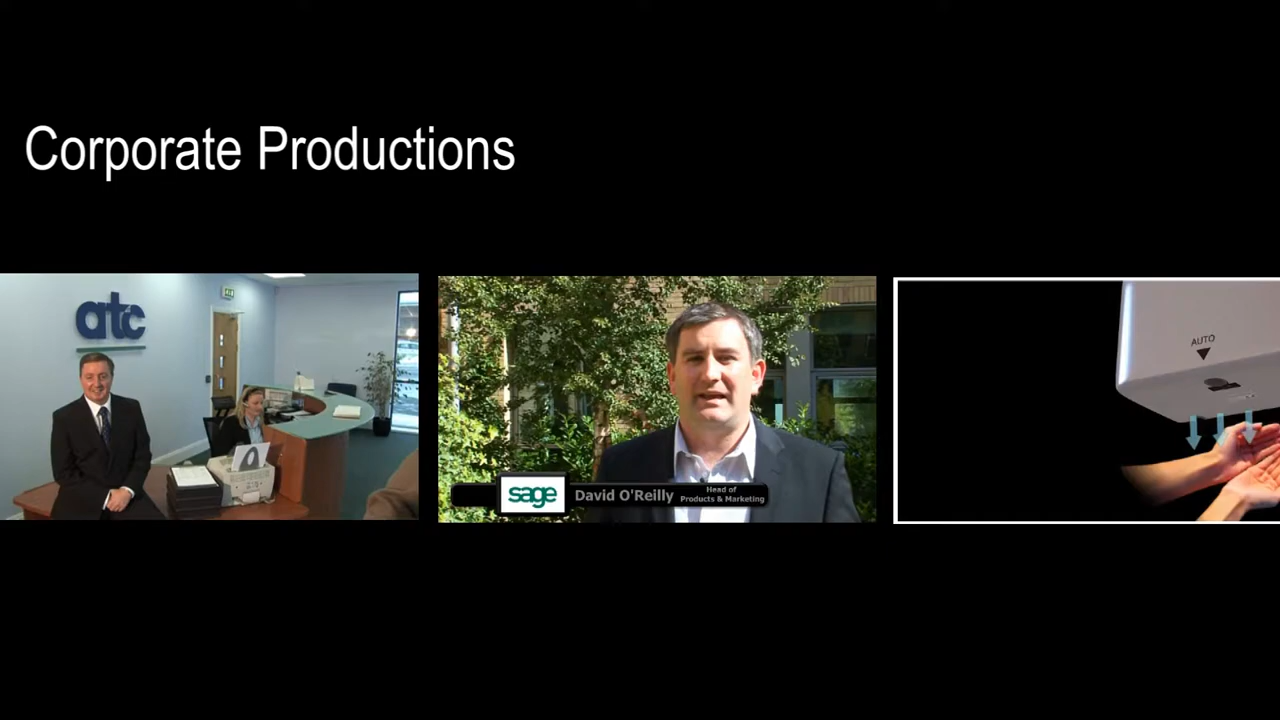 Corporate Productions
atc
sage
David O'Reilly
Head of
Products & Marketing
AUTO